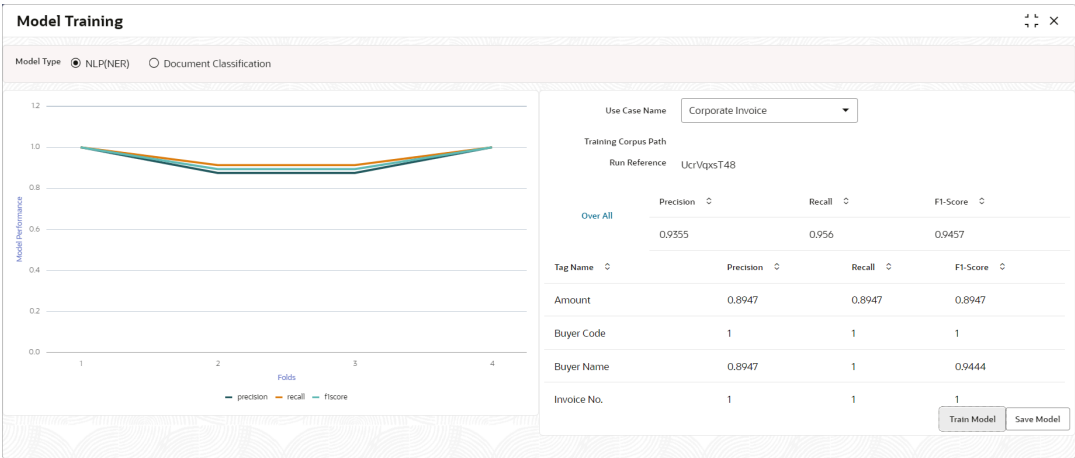 Model Training
Model Type NLP(NER) Document Classification
1.2
1.0
0.8
0.6
0.4
0.2
0.0
Model Performance
1 2 3 4
Folds
precision recall f1score
Use Case Name Corporate Invoice
Training Corpus Path
Run Reference UcrVqxsT48
Precision Recall F1-Score
Over All
0.9355 0.956 0.9457
Tag Name Precision Recall F1-Score
Amount 0.8947 0.8947 0.8947
Buyer Code 1 1 1
Buyer Name 0.8947 1 0.9444
Invoice No. 1 1 1
Train Model Save Model